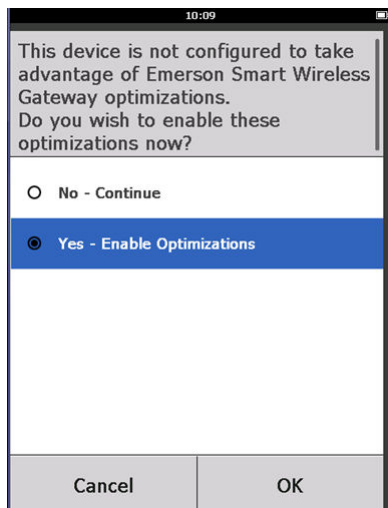 10:09
This device is not configured to take
advantage of Emerson Smart Wireless
Gateway optimizations.
Do you wish to enable these
optimizations now?
No - Continue
Yes - Enable Optimizations
Cancel
OK